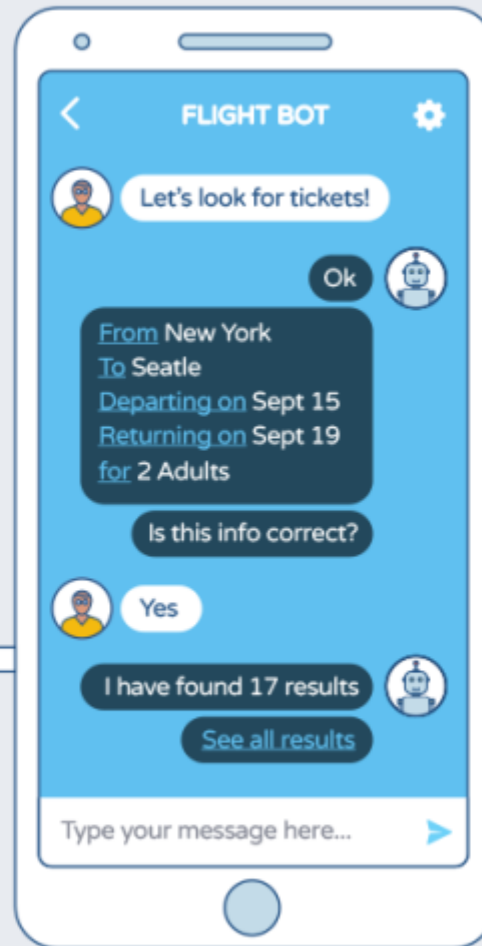 FLIGHT BOT
Let's look for tickets!
Ok
From New York
To Seatle
Departing on Sept 15
Returning on Sept 19
for 2 Adults
Is this info correct?
Yes
I have found 17 results
See all results
Type your message here...